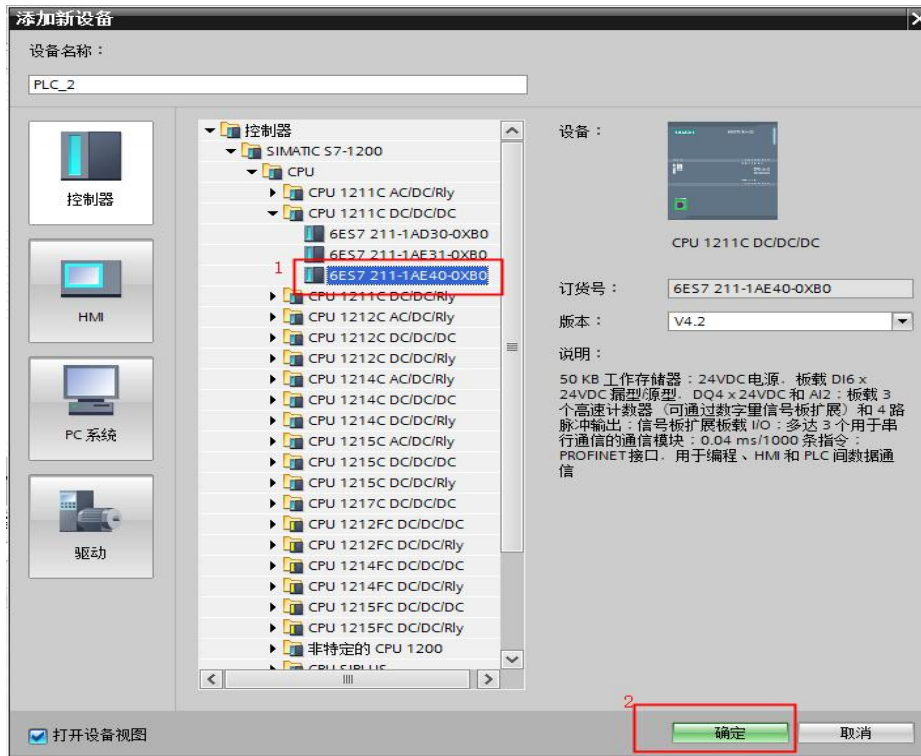 添加新设备
设备名称：
PLC_2
控制器
HMI
PC 系统
驱动
控制器
SIMATIC S7-1200
CPU
CPU 1211C AC/DC/Rly
CPU 1211C DC/DC/DC
6ES7 211-1AD30-0XB0
6ES7 211-1AE31-0XB0
1
6ES7 211-1AE40-0XB0
CPU 1211C DC/DC/Rly
CPU 1212C AC/DC/Rly
CPU 1212C DC/DC/DC
CPU 1212C DC/DC/Rly
CPU 1214C AC/DC/Rly
CPU 1214C DC/DC/DC
CPU 1214C DC/DC/Rly
CPU 1215C AC/DC/Rly
CPU 1215C DC/DC/DC
CPU 1215C DC/DC/Rly
CPU 1217C DC/DC/DC
CPU 1212FC DC/DC/DC
CPU 1212FC DC/DC/Rly
CPU 1214FC DC/DC/DC
CPU 1214FC DC/DC/Rly
CPU 1215FC DC/DC/DC
CPU 1215FC DC/DC/Rly
非特定的 CPU 1200
CPU SIPLUS
设备：
SIEMENS
CPU 1211C DC/DC/DC
订货号：
6ES7 211-1AE40-0XB0
版本：
V4.2
说明：
50 KB 工作存储器：24VDC 电源，板载 DI6 x
24VDC 漏型/源型，DQ4 x 24VDC 和 AI2；板载 3
个高速计数器（可通过数字量信号板扩展）和 4 路
脉冲输出；信号板扩展板载 I/O；多达 3 个用于串
行通信的通信模块；0.04 ms/1000 条指令；
PROFINET 接口，用于编程、HMI 和 PLC 间数据通
信
打开设备视图
2
确定
取消